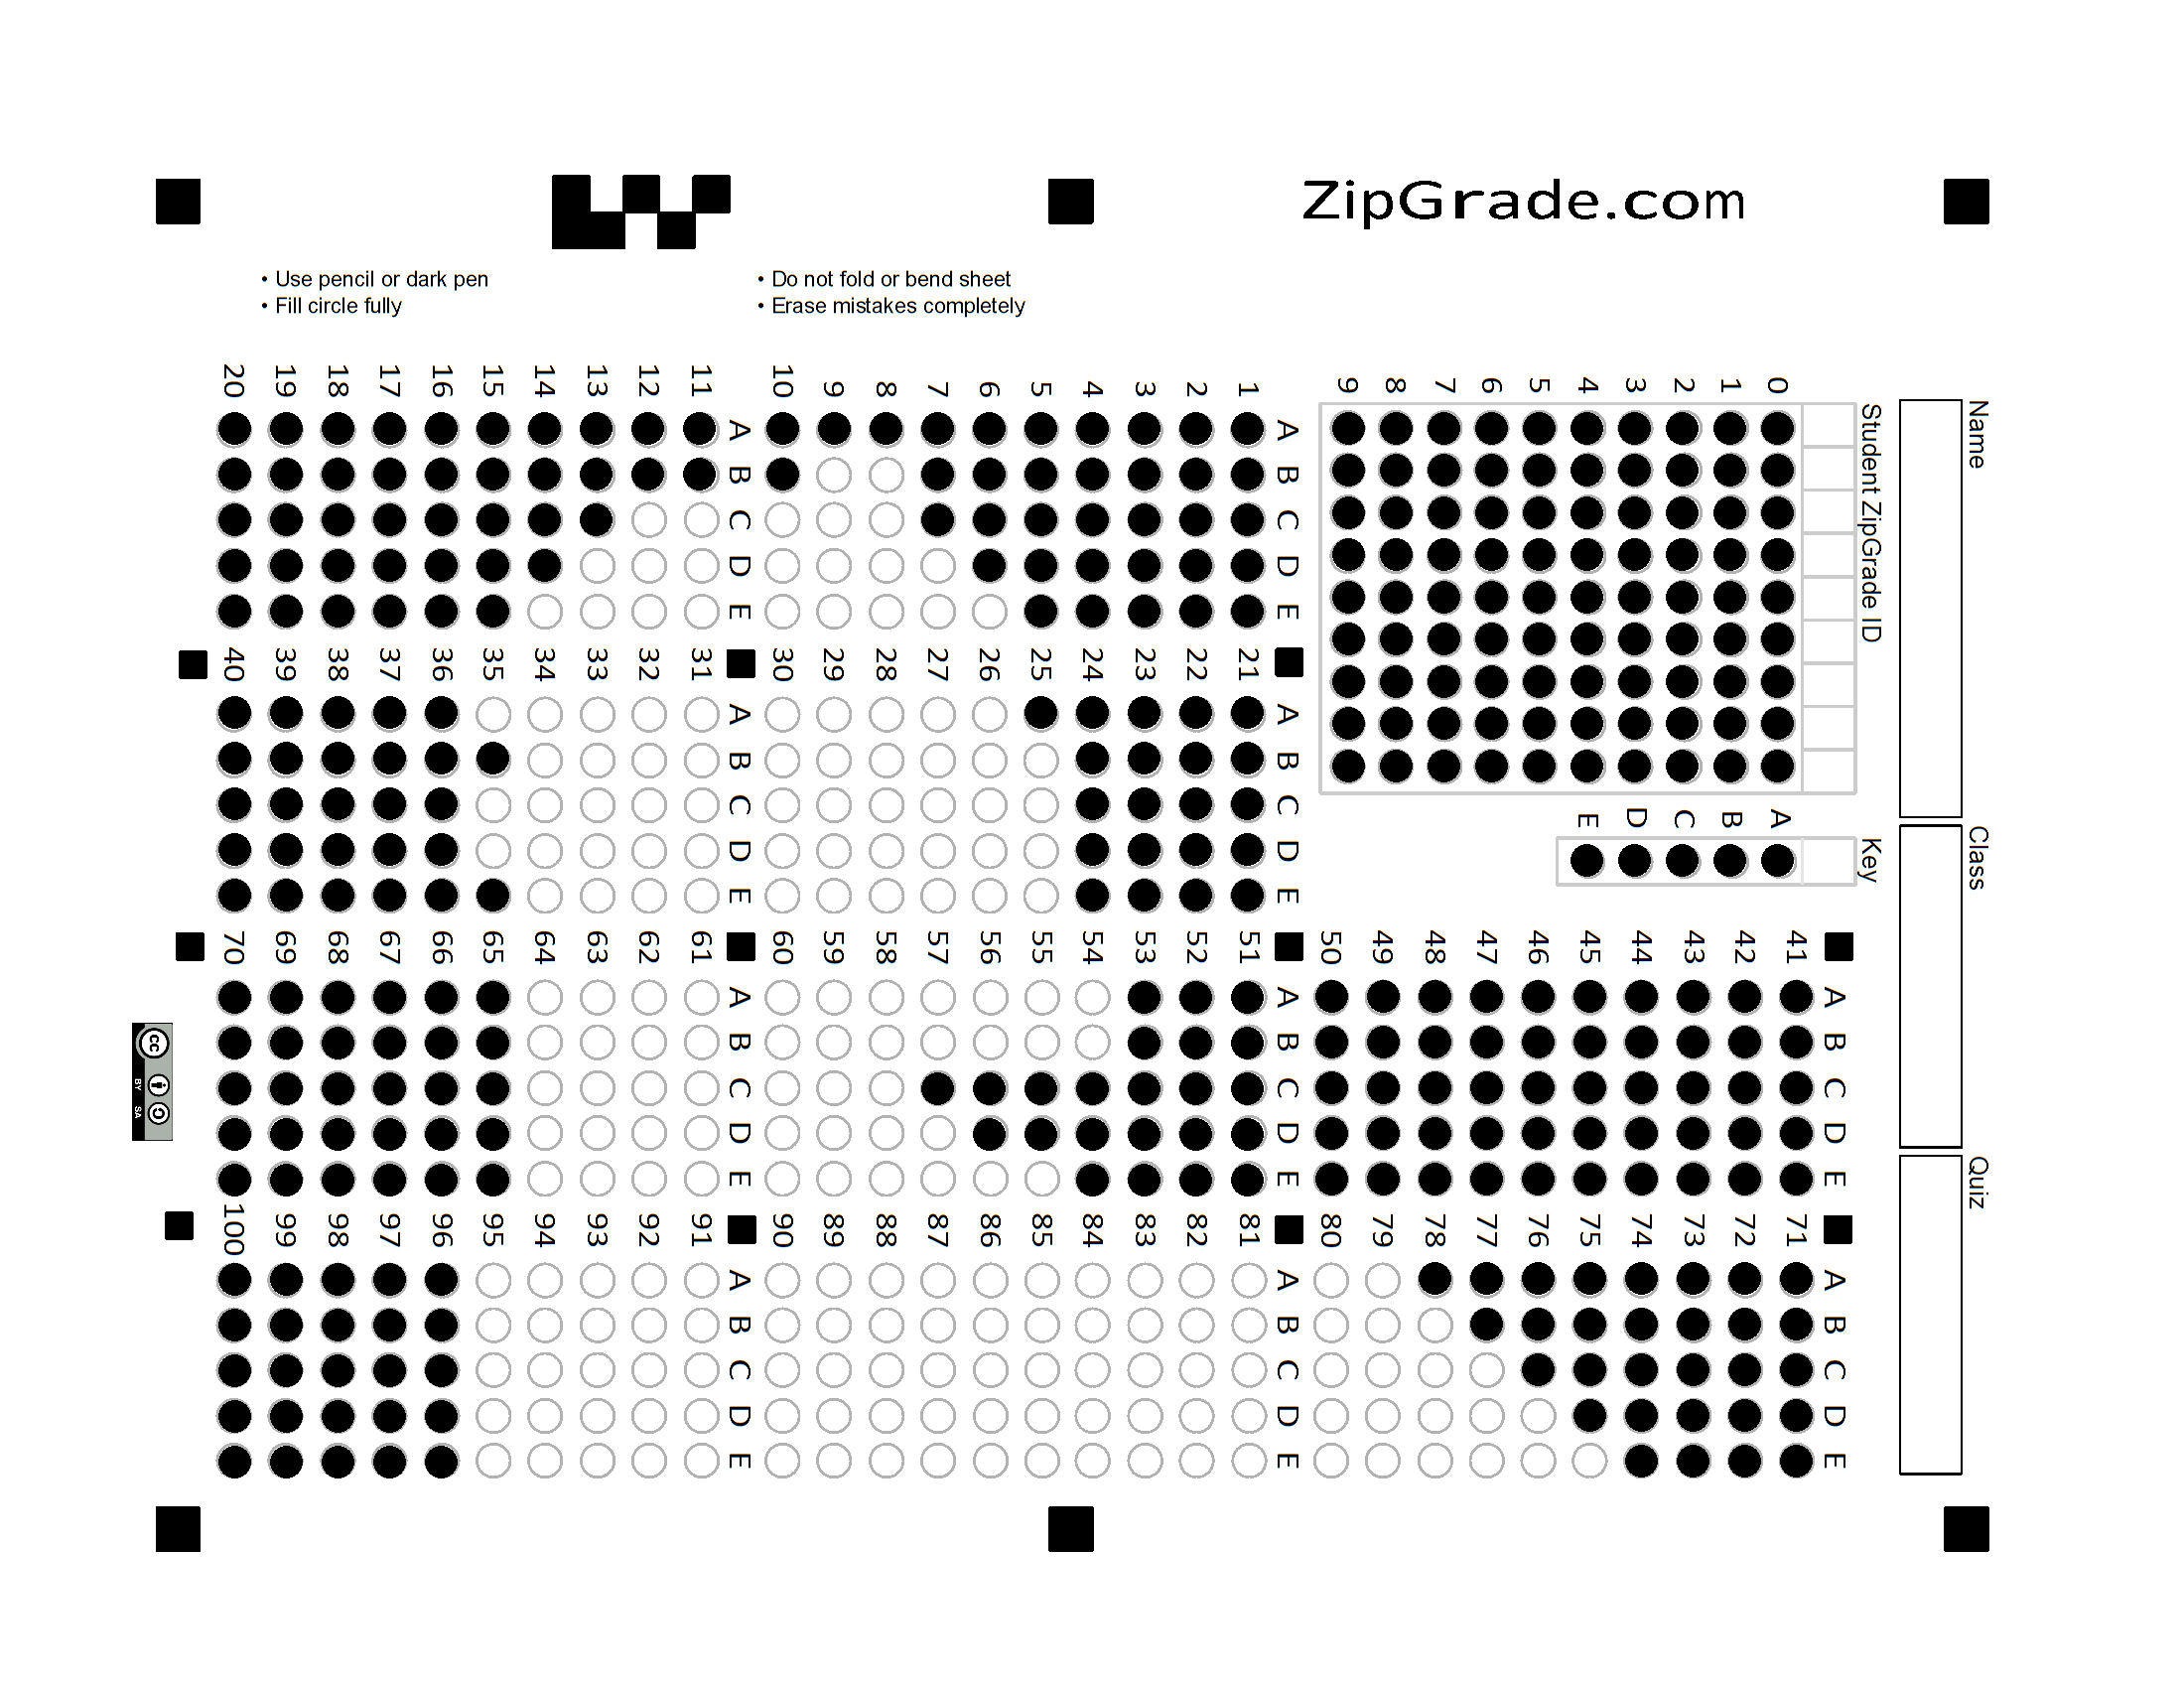 ZipGrade.com
• Use pencil or dark pen
• Fill circle fully
• Do not fold or bend sheet
• Erase mistakes completely
Name
Class
Quiz
Student ZipGrade ID
0 1 2 3 4 5 6 7 8 9
Key
A B C D E
A B C D E
1 2 3 4 5 6 7 8 9 10
A B C D E
11 12 13 14 15 16 17 18 19 20
A B C D E
21 22 23 24 25 26 27 28 29 30
A B C D E
31 32 33 34 35 36 37 38 39 40
A B C D E
41 42 43 44 45 46 47 48 49 50
A B C D E
51 52 53 54 55 56 57 58 59 60
A B C D E
61 62 63 64 65 66 67 68 69 70
A B C D E
71 72 73 74 75 76 77 78 79 80
A B C D E
81 82 83 84 85 86 87 88 89 90
A B C D E
91 92 93 94 95 96 97 98 99 100
cc
BY SA